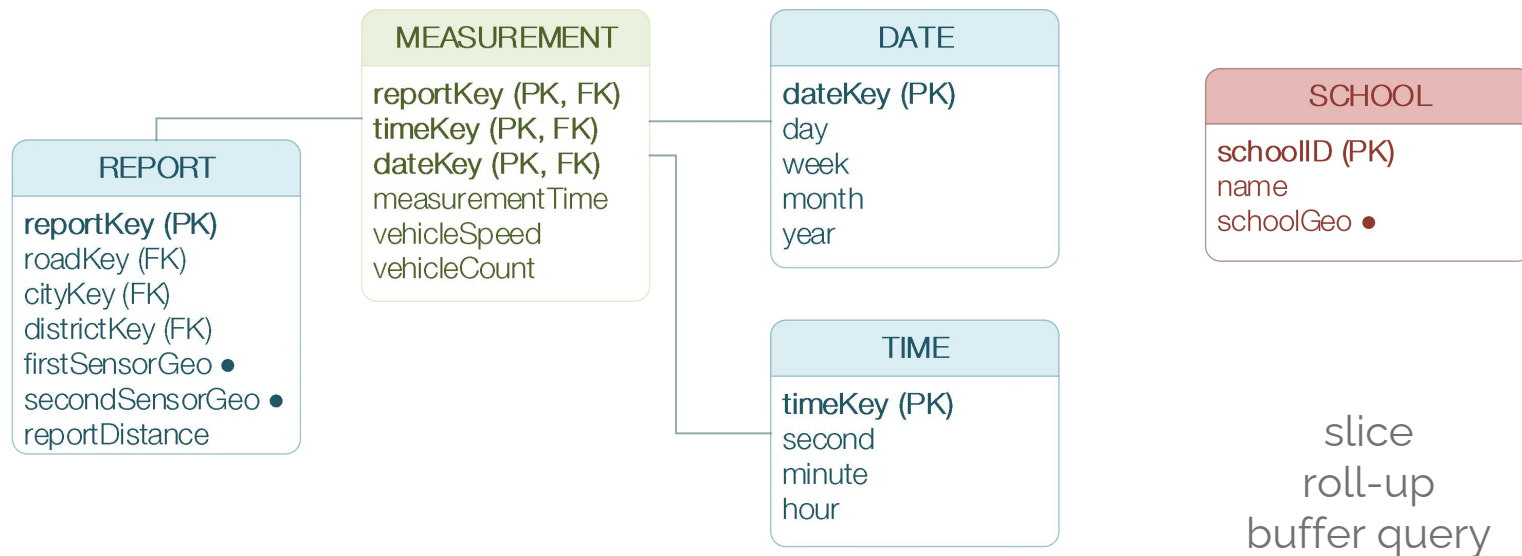 REPORT
reportKey (PK)
roadKey (FK)
cityKey (FK)
districtKey (FK)
firstSensorGeo ●
secondSensorGeo ●
reportDistance
MEASUREMENT
reportKey (PK, FK)
timeKey (PK, FK)
dateKey (PK, FK)
measurementTime
vehicleSpeed
vehicleCount
DATE
dateKey (PK)
day
week
month
year
TIME
timeKey (PK)
second
minute
hour
SCHOOL
schoolID (PK)
name
schoolGeo ●
slice
roll-up
buffer query